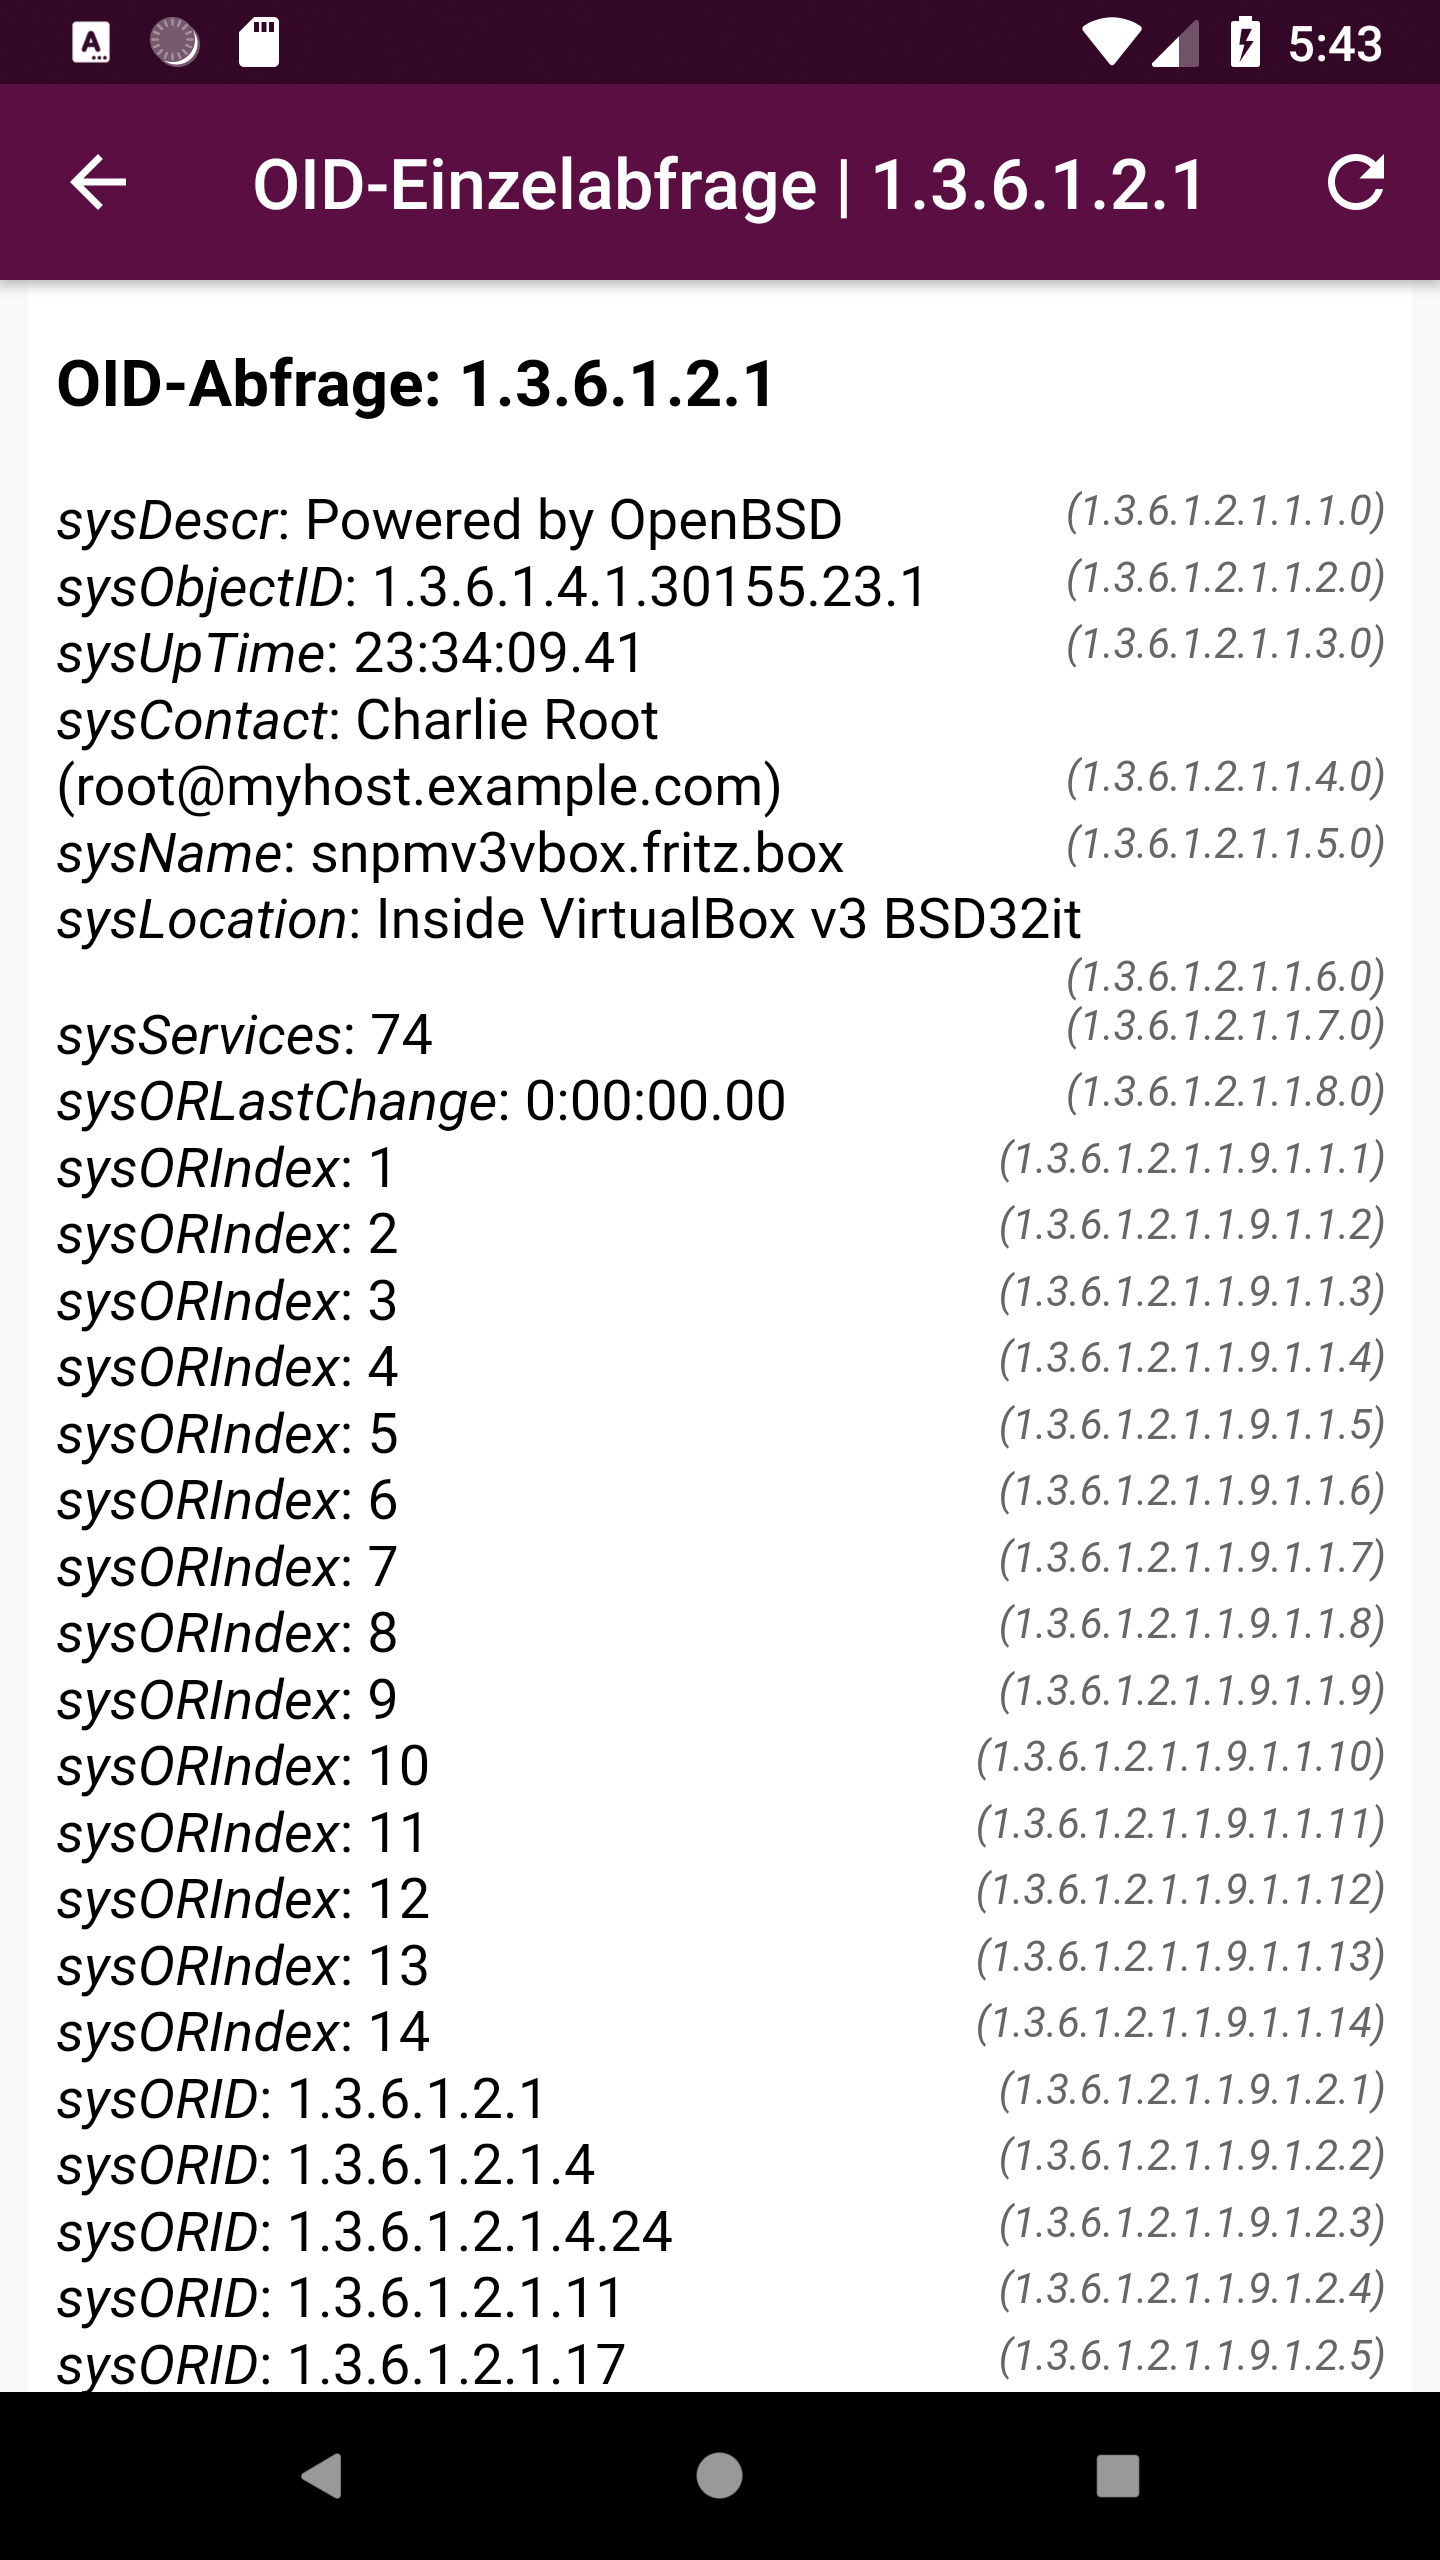 5:43
OID-Einzelabfrage | 1.3.6.1.2.1
OID-Abfrage: 1.3.6.1.2.1
sysDescr: Powered by OpenBSD (1.3.6.1.2.1.1.1.0)
sysObjectID: 1.3.6.1.4.1.30155.23.1 (1.3.6.1.2.1.1.2.0)
sysUpTime: 23:34:09.41 (1.3.6.1.2.1.1.3.0)
sysContact: Charlie Root
(root@myhost.example.com) (1.3.6.1.2.1.1.4.0)
sysName: snpmv3vbox.fritz.box (1.3.6.1.2.1.1.5.0)
sysLocation: Inside VirtualBox v3 BSD32it
(1.3.6.1.2.1.1.6.0)
sysServices: 74 (1.3.6.1.2.1.1.7.0)
sysORLastChange: 0:00:00.00 (1.3.6.1.2.1.1.8.0)
sysORIndex: 1 (1.3.6.1.2.1.1.9.1.1.1)
sysORIndex: 2 (1.3.6.1.2.1.1.9.1.1.2)
sysORIndex: 3 (1.3.6.1.2.1.1.9.1.1.3)
sysORIndex: 4 (1.3.6.1.2.1.1.9.1.1.4)
sysORIndex: 5 (1.3.6.1.2.1.1.9.1.1.5)
sysORIndex: 6 (1.3.6.1.2.1.1.9.1.1.6)
sysORIndex: 7 (1.3.6.1.2.1.1.9.1.1.7)
sysORIndex: 8 (1.3.6.1.2.1.1.9.1.1.8)
sysORIndex: 9 (1.3.6.1.2.1.1.9.1.1.9)
sysORIndex: 10 (1.3.6.1.2.1.1.9.1.1.10)
sysORIndex: 11 (1.3.6.1.2.1.1.9.1.1.11)
sysORIndex: 12 (1.3.6.1.2.1.1.9.1.1.12)
sysORIndex: 13 (1.3.6.1.2.1.1.9.1.1.13)
sysORIndex: 14 (1.3.6.1.2.1.1.9.1.1.14)
sysORID: 1.3.6.1.2.1 (1.3.6.1.2.1.1.9.1.2.1)
sysORID: 1.3.6.1.2.1.4 (1.3.6.1.2.1.1.9.1.2.2)
sysORID: 1.3.6.1.2.1.4.24 (1.3.6.1.2.1.1.9.1.2.3)
sysORID: 1.3.6.1.2.1.11 (1.3.6.1.2.1.1.9.1.2.4)
sysORID: 1.3.6.1.2.1.17 (1.3.6.1.2.1.1.9.1.2.5)